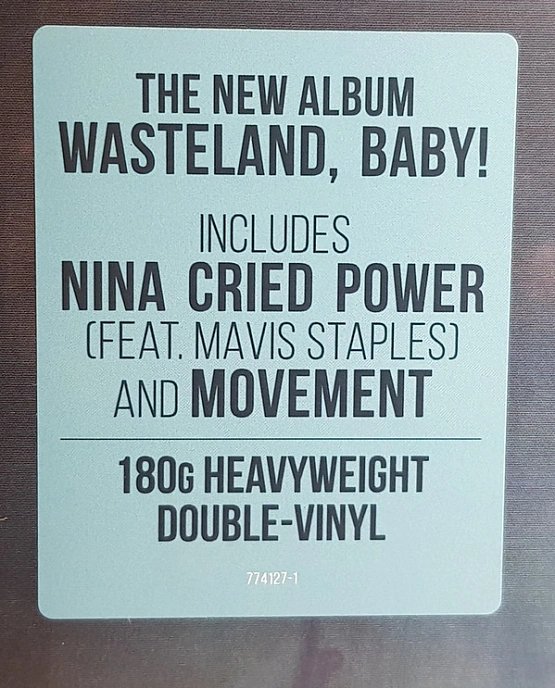 THE NEW ALBUM
WASTELAND, BABY!
INCLUDES
NINA CRIED POWER
(FEAT. MAVIS STAPLES)
AND MOVEMENT
180G HEAVYWEIGHT
DOUBLE-VINYL
774127-1